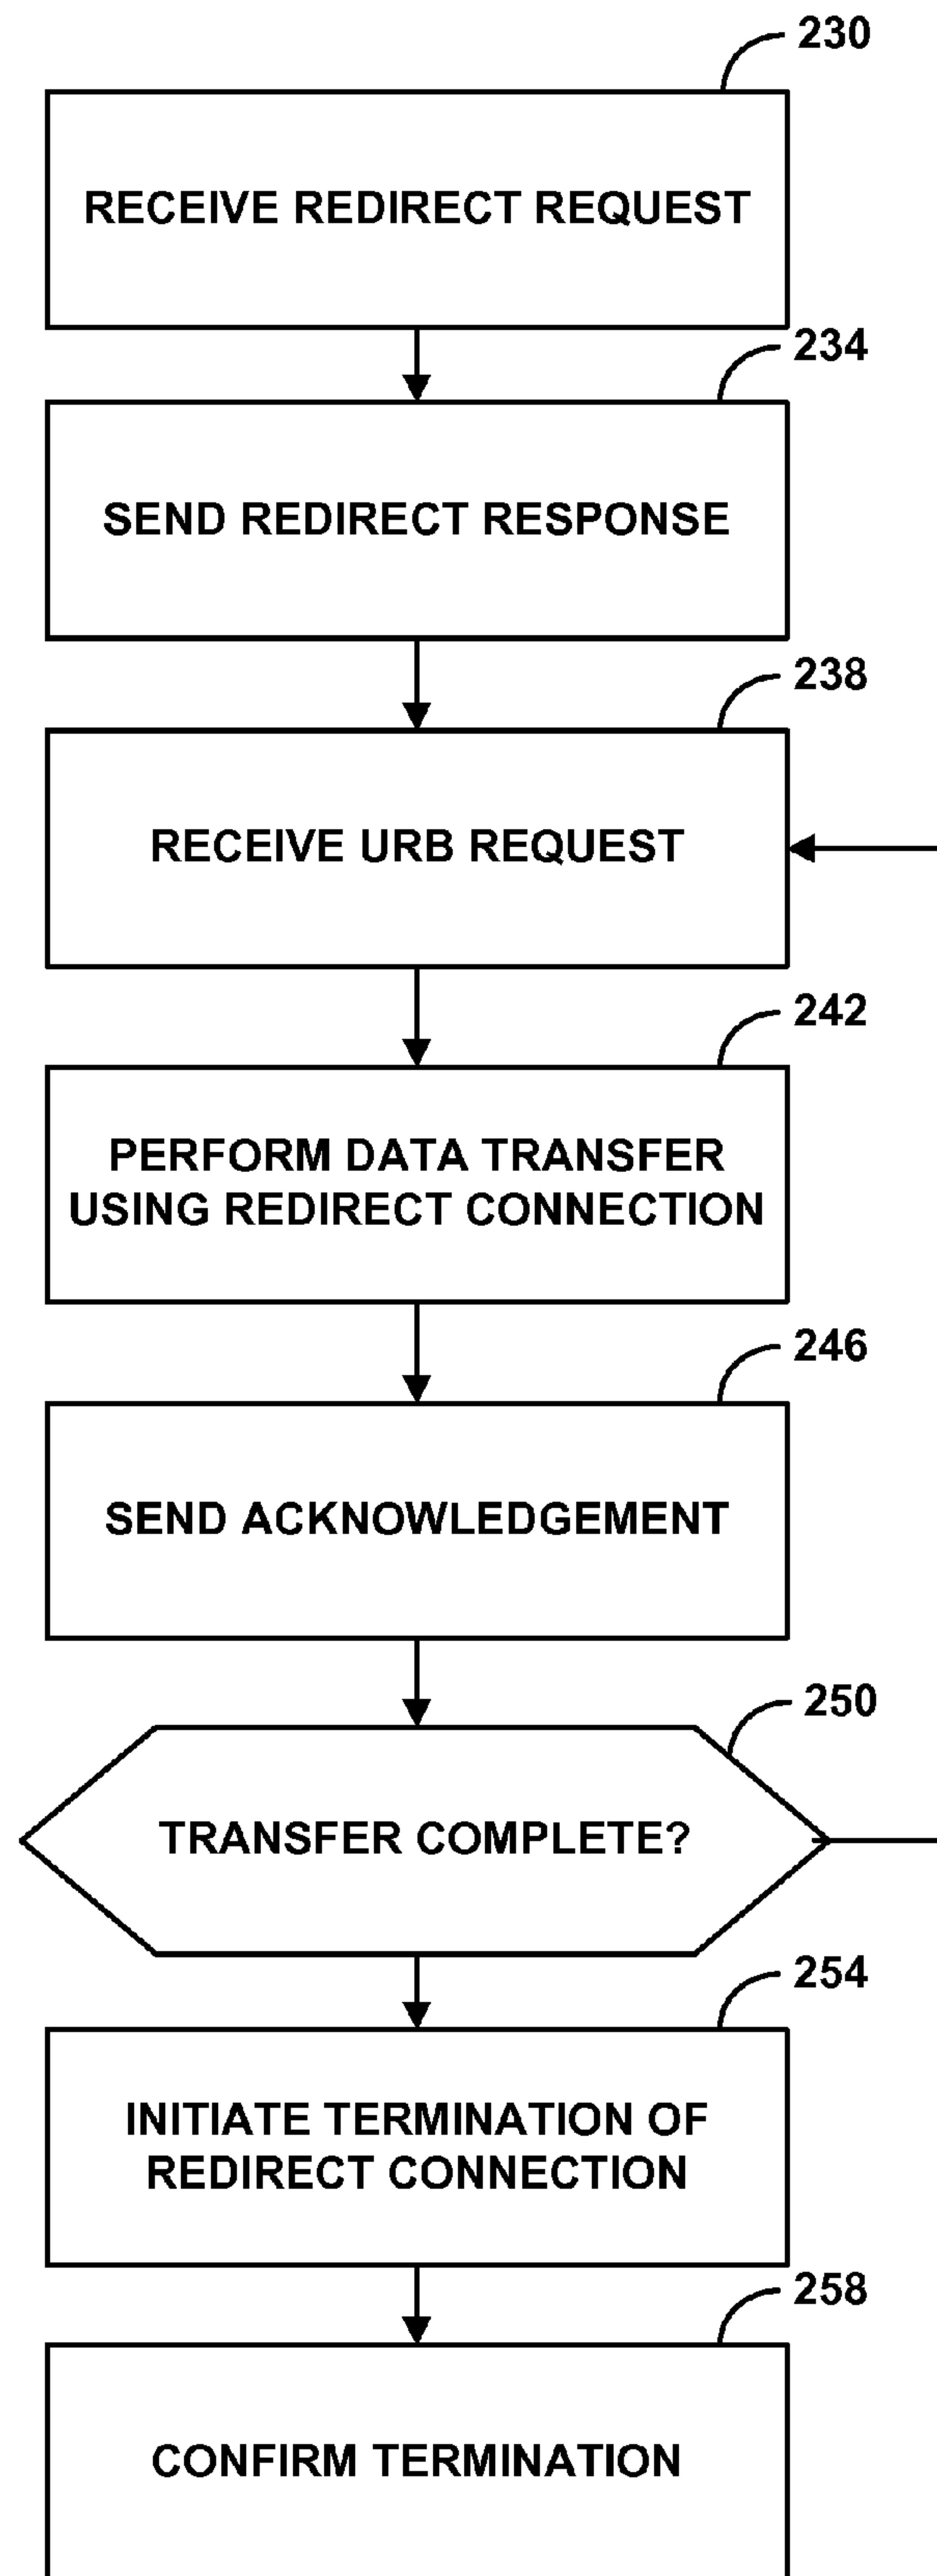 230
RECEIVE REDIRECT REQUEST
234
SEND REDIRECT RESPONSE
238
RECEIVE URB REQUEST
242
PERFORM DATA TRANSFER
USING REDIRECT CONNECTION
246
SEND ACKNOWLEDGEMENT
250
TRANSFER COMPLETE?
254
INITIATE TERMINATION OF
REDIRECT CONNECTION
258
CONFIRM TERMINATION